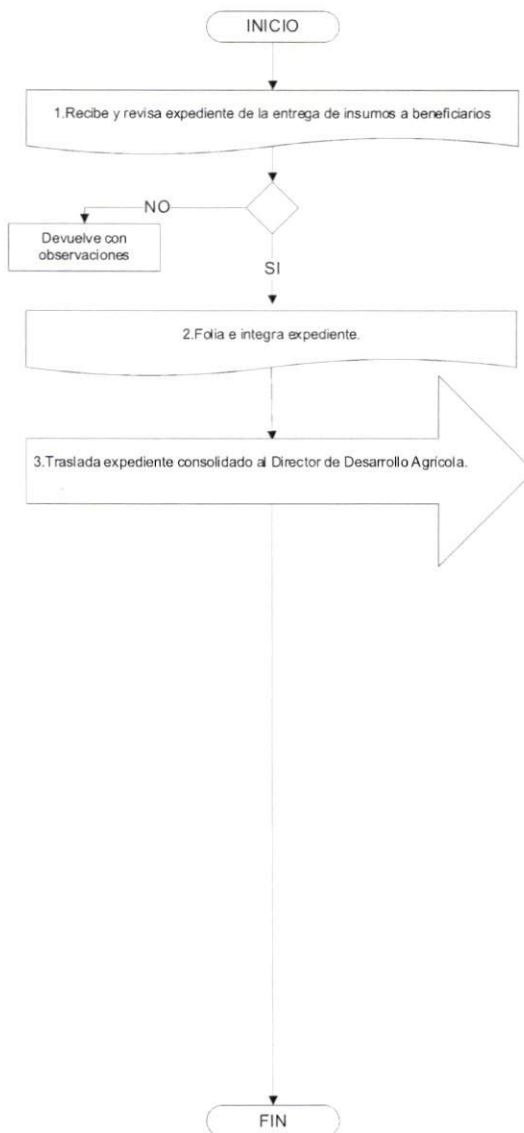 INICIO
1.Recibe y revisa expediente de la entrega de insumos a beneficiarios
NO
Devuelve con
observaciones
SI
2.Folia e integra expediente.
3.Traslada expediente consolidado al Director de Desarrollo Agrícola.
FIN